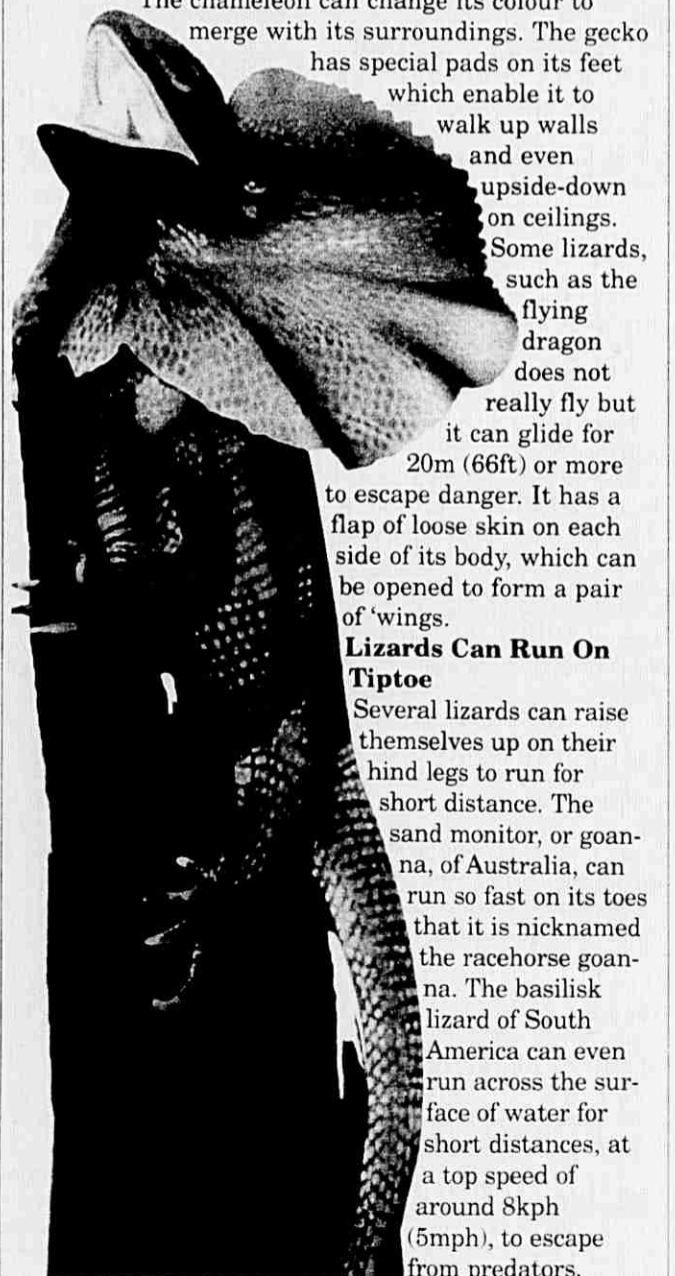 The chameleon can change its colour to
merge with its surroundings. The gecko
has special pads on its feet
which enable it to
walk up walls
and even
upside-down
on ceilings.
Some lizards,
such as the
flying
dragon
does not
really fly but
it can glide for
20m (66ft) or more
to escape danger. It has a
flap of loose skin on each
side of its body, which can
be opened to form a pair
of ‘wings.
Lizards Can Run On
Tiptoe
Several lizards can raise
themselves up on their
hind legs to run for
short distance. The
sand monitor, or goan-
na, of Australia, can
run so fast on its toes
that it is nicknamed
the racehorse goan-
na. The basilisk
lizard of South
America can even
run across the sur-
face of water for
short distances, at
a top speed of
around 8kph
(5mph), to escape
from predators.